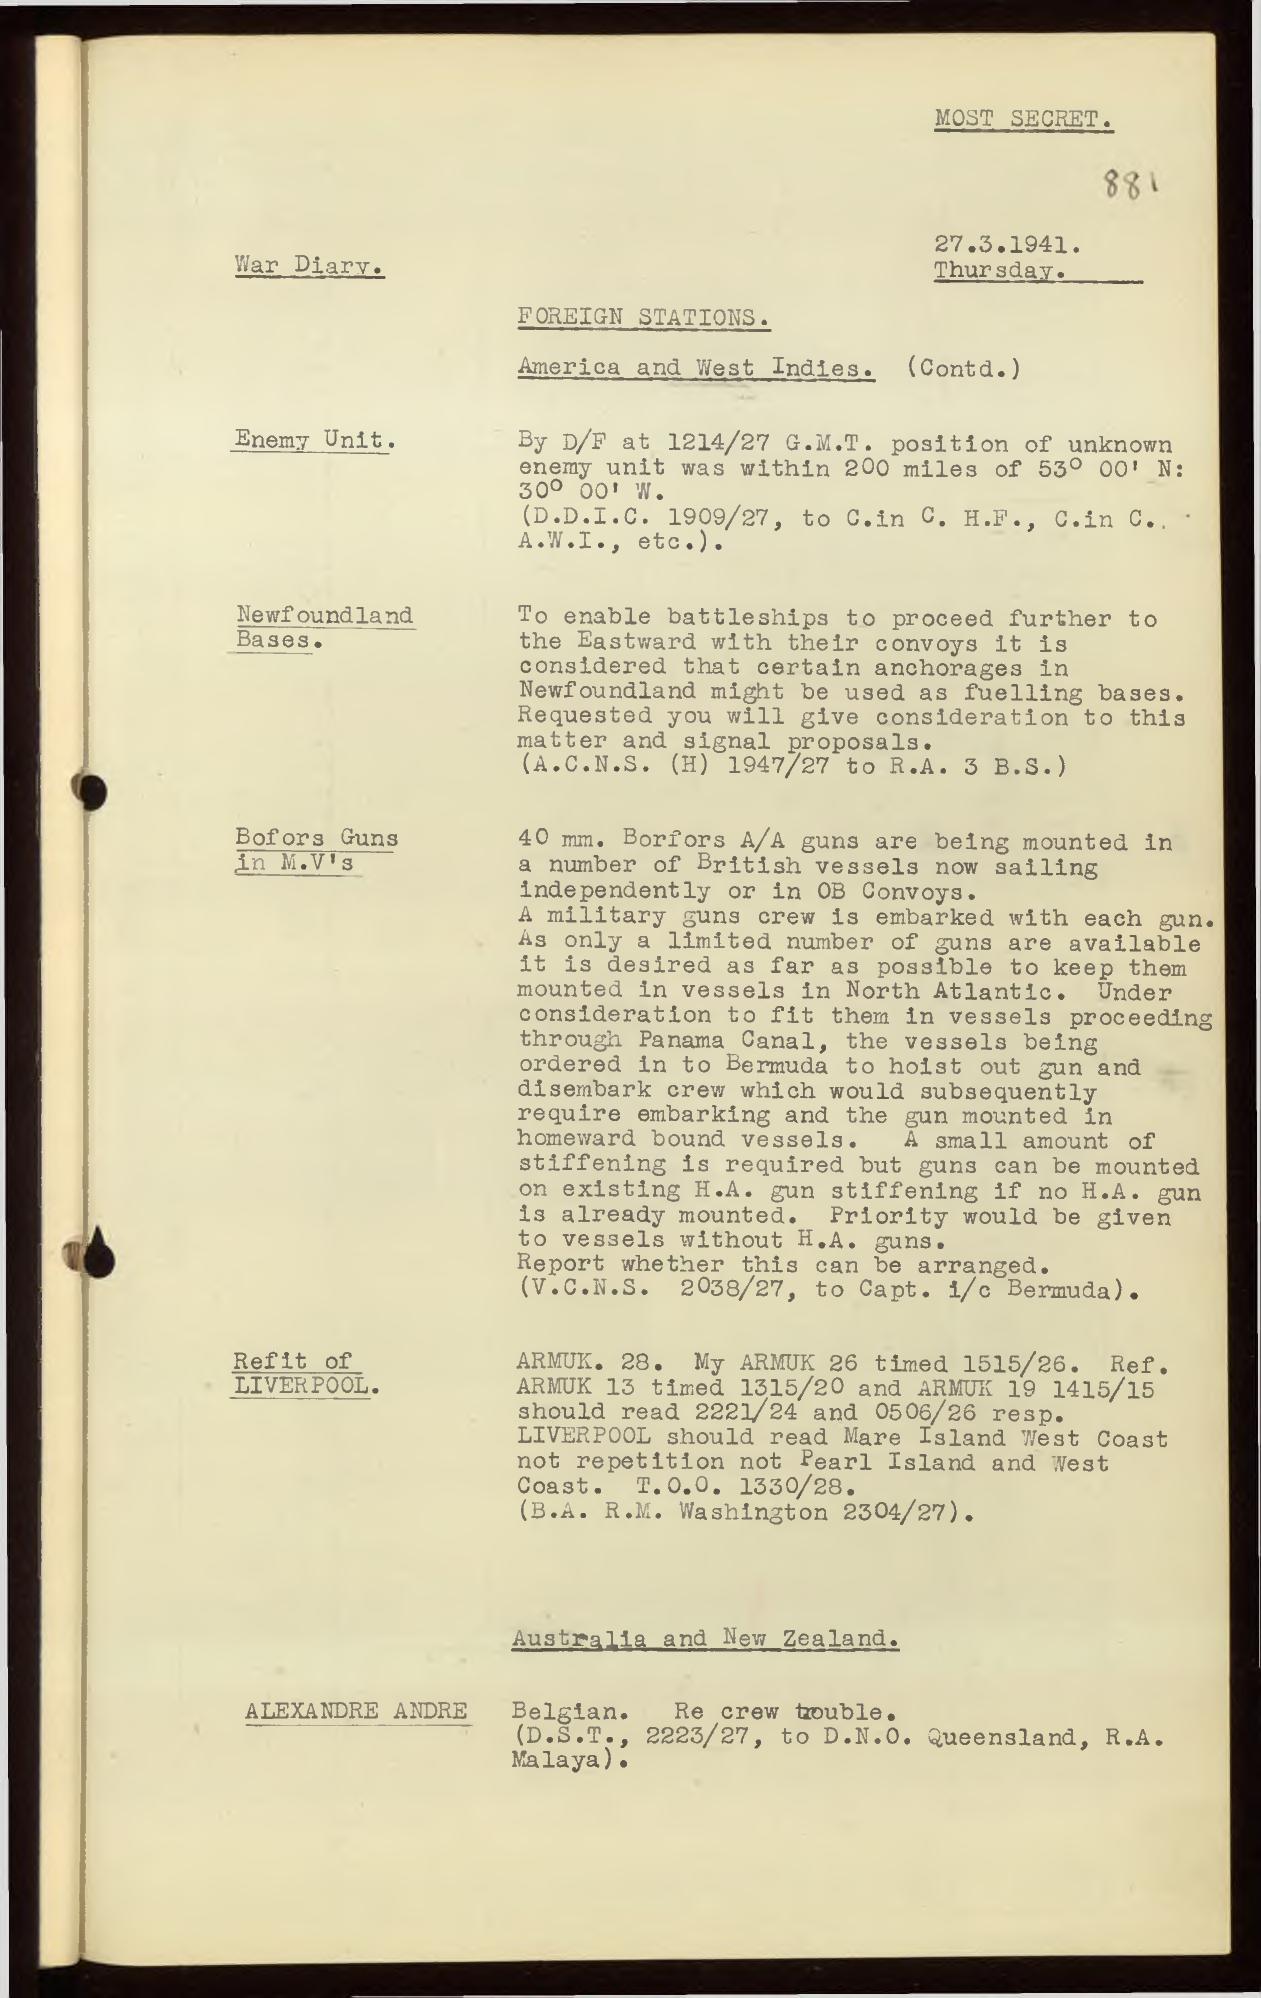 MOST SECRET.
881
27.3.1941.
War Diary.
Thursday.
FOREIGN STATIONS.
America and West Indies. (Contd.)
Enemy Unit.
By D/F at 1214/27 G.M.T. position of unknown
enemy unit was within 200 miles of 53° 00' N:
30° 00' W.
(D.D.I.C. 1909/27, to C.in C. H.F., C.in C.,
A.W.I., etc.).
Newfoundland
Bases.
To enable battleships to proceed further to
the Eastward with their convoys it is
considered that certain anchorages in
Newfoundland might be used as fuelling bases.
Requested you will give consideration to this
matter and signal proposals.
(A.C.N.S. (H) 1947/27 to R.A. 3 B.S.)
Bofors Guns
in M.V's
40 mm. Borfors A/A guns are being mounted in
a number of British vessels now sailing
independently or in OB Convoys.
A military guns crew is embarked with each gun.
As only a limited number of guns are available
it is desired as far as possible to keep them
mounted in vessels in North Atlantic. Under
consideration to fit them in vessels proceeding
through Panama Canal, the vessels being
ordered in to Bermuda to hoist out gun and
disembark crew which would subsequently
require embarking and the gun mounted in
homeward bound vessels. A small amount of
stiffening is required but guns can be mounted
on existing H.A. gun stiffening if no H.A. gun
is already mounted. Priority would be given
to vessels without H.A. guns.
Report whether this can be arranged.
(V.C.N.S. 2038/27, to Capt. i/c Bermuda).
Refit of
LIVERPOOL.
ARMUK. 28. My ARMUK 26 timed 1515/26. Ref.
ARMUK 13 timed 1315/20 and ARMUK 19 1415/15
should read 2221/24 and 0506/26 resp.
LIVERPOOL should read Mare Island West Coast
not repetition not Pearl Island and West
Coast. T.O.O. 1330/28.
(B.A. R.M. Washington 2304/27).
Australia and New Zealand.
ALEXANDRE ANDRE
Belgian. Re crew trouble.
(D.S.T., 2223/27, to D.N.O. Queensland, R.A.
Malaya).